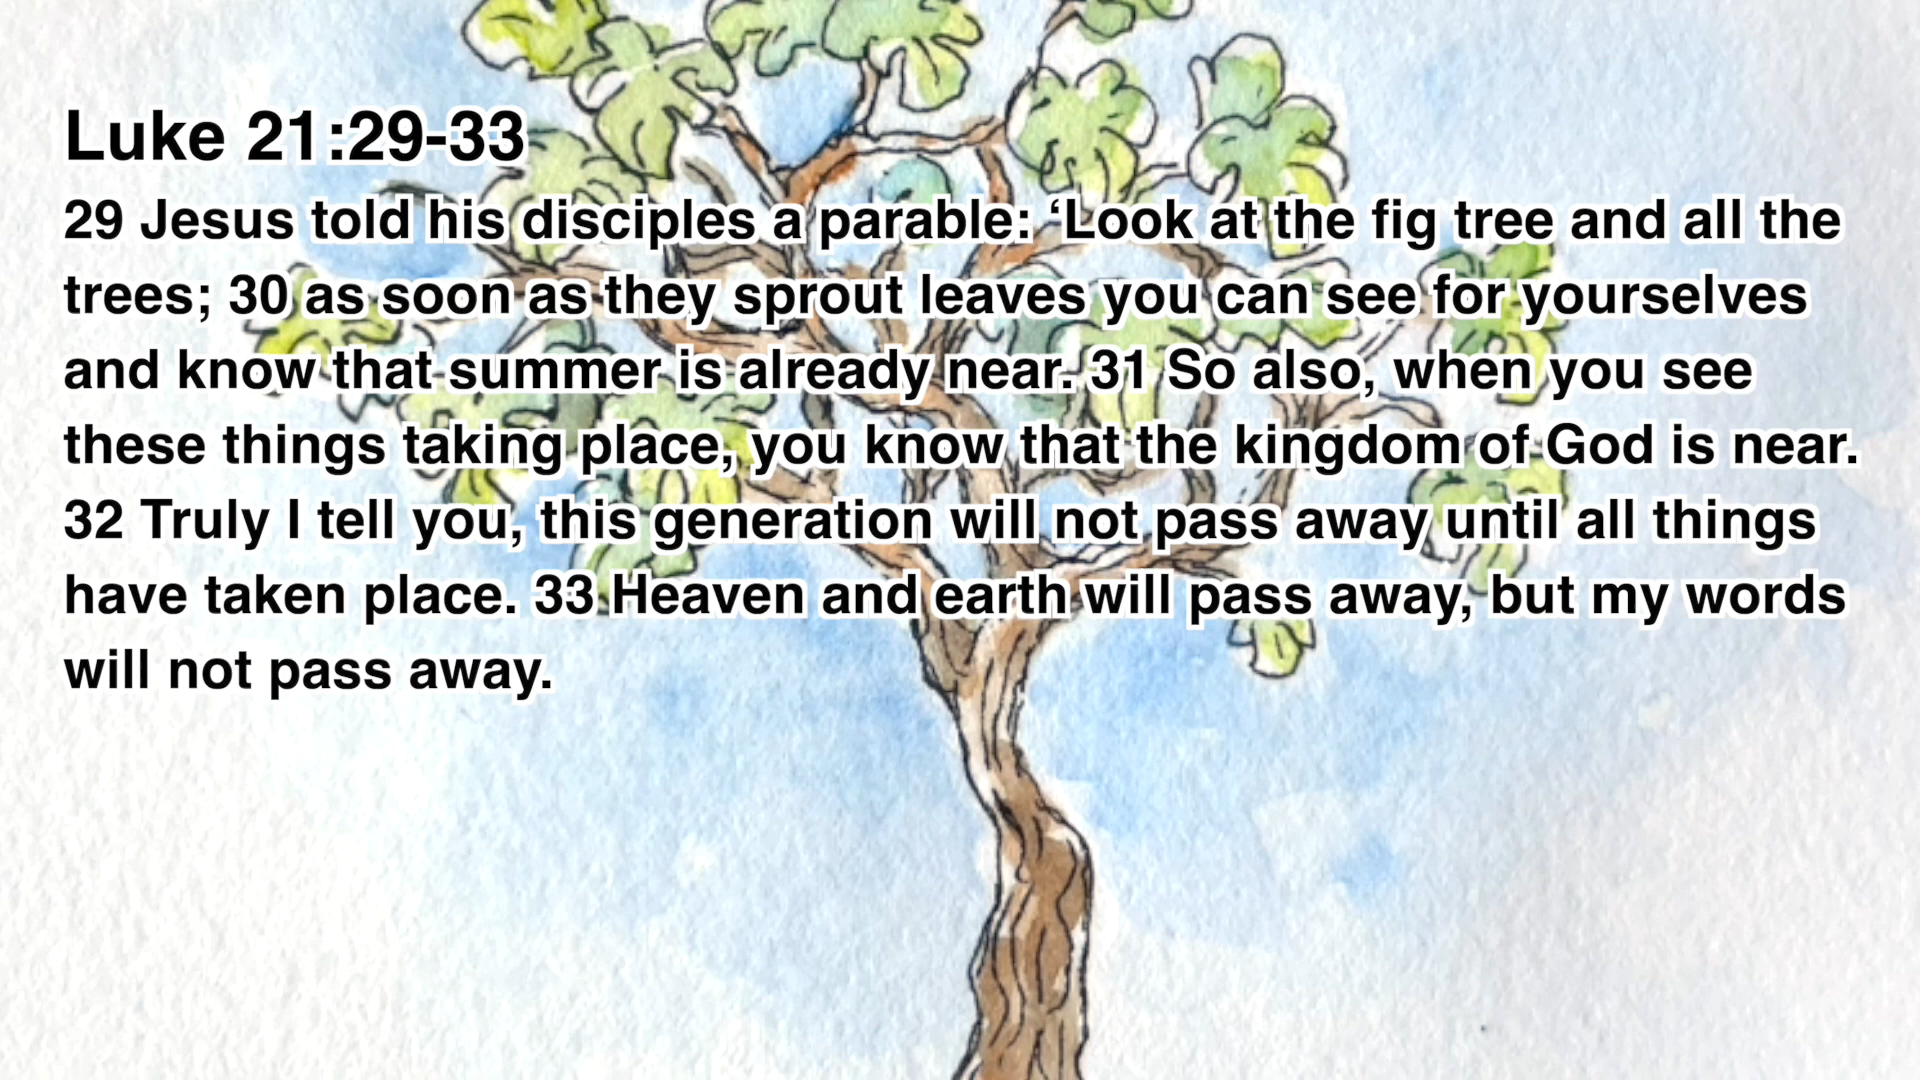 Luke 21:29-33
29 Jesus told his disciples a parable: ‘Look at the fig tree and all the
trees; 30 as soon as they sprout leaves you can see for yourselves
and know that summer is already near. 31 So also, when you see
these things taking place, you know that the kingdom of God is near.
32 Truly I tell you, this generation will not pass away until all things
have taken place. 33 Heaven and earth will pass away, but my words
will not pass away.